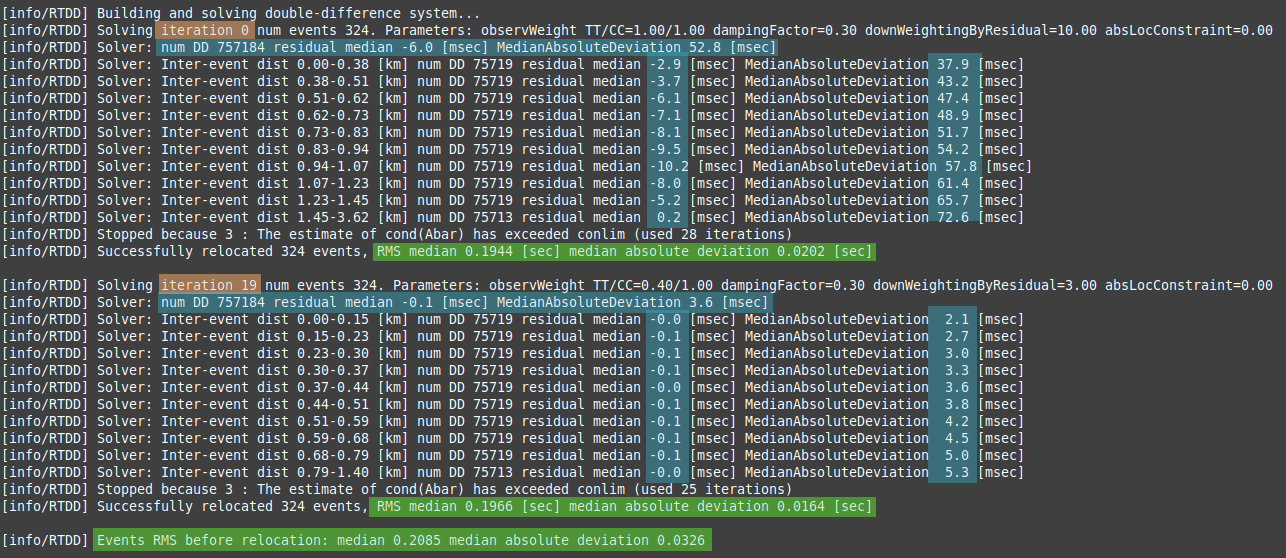 [info/RTDD] Building and solving double-difference system...
[info/RTDD] Solving iteration 0 num events 324. Parameters: observWeight TT/CC=1.00/1.00 dampingFactor=0.30 downWeightingByResidual=10.00 absLocConstraint=0.00
[info/RTDD] Solver: num DD 757184 residual median -6.0 [msec] MedianAbsoluteDeviation 52.8 [msec]
[info/RTDD] Solver: Inter-event dist 0.00-0.38 [km] num DD 75719 residual median -2.9 [msec] MedianAbsoluteDeviation 37.9 [msec]
[info/RTDD] Solver: Inter-event dist 0.38-0.51 [km] num DD 75719 residual median -3.7 [msec] MedianAbsoluteDeviation 43.2 [msec]
[info/RTDD] Solver: Inter-event dist 0.51-0.62 [km] num DD 75719 residual median -6.1 [msec] MedianAbsoluteDeviation 47.4 [msec]
[info/RTDD] Solver: Inter-event dist 0.62-0.73 [km] num DD 75719 residual median -7.1 [msec] MedianAbsoluteDeviation 48.9 [msec]
[info/RTDD] Solver: Inter-event dist 0.73-0.83 [km] num DD 75719 residual median -8.1 [msec] MedianAbsoluteDeviation 51.7 [msec]
[info/RTDD] Solver: Inter-event dist 0.83-0.94 [km] num DD 75719 residual median -9.5 [msec] MedianAbsoluteDeviation 54.2 [msec]
[info/RTDD] Solver: Inter-event dist 0.94-1.07 [km] num DD 75719 residual median -10.2 [msec] MedianAbsoluteDeviation 57.8 [msec]
[info/RTDD] Solver: Inter-event dist 1.07-1.23 [km] num DD 75719 residual median -8.0 [msec] MedianAbsoluteDeviation 61.4 [msec]
[info/RTDD] Solver: Inter-event dist 1.23-1.45 [km] num DD 75719 residual median -5.2 [msec] MedianAbsoluteDeviation 65.7 [msec]
[info/RTDD] Solver: Inter-event dist 1.45-3.62 [km] num DD 75713 residual median 0.2 [msec] MedianAbsoluteDeviation 72.6 [msec]
[info/RTDD] Stopped because 3 : The estimate of cond(Abar) has exceeded conlim (used 28 iterations)
[info/RTDD] Successfully relocated 324 events, RMS median 0.1944 [sec] median absolute deviation 0.0202 [sec]
[info/RTDD] Solving iteration 19 num events 324. Parameters: observWeight TT/CC=0.40/1.00 dampingFactor=0.30 downWeightingByResidual=3.00 absLocConstraint=0.00
[info/RTDD] Solver: num DD 757184 residual median -0.1 [msec] MedianAbsoluteDeviation 3.6 [msec]
[info/RTDD] Solver: Inter-event dist 0.00-0.15 [km] num DD 75719 residual median -0.0 [msec] MedianAbsoluteDeviation 2.1 [msec]
[info/RTDD] Solver: Inter-event dist 0.15-0.23 [km] num DD 75719 residual median -0.1 [msec] MedianAbsoluteDeviation 2.7 [msec]
[info/RTDD] Solver: Inter-event dist 0.23-0.30 [km] num DD 75719 residual median -0.1 [msec] MedianAbsoluteDeviation 3.0 [msec]
[info/RTDD] Solver: Inter-event dist 0.30-0.37 [km] num DD 75719 residual median -0.1 [msec] MedianAbsoluteDeviation 3.3 [msec]
[info/RTDD] Solver: Inter-event dist 0.37-0.44 [km] num DD 75719 residual median -0.0 [msec] MedianAbsoluteDeviation 3.6 [msec]
[info/RTDD] Solver: Inter-event dist 0.44-0.51 [km] num DD 75719 residual median -0.1 [msec] MedianAbsoluteDeviation 3.8 [msec]
[info/RTDD] Solver: Inter-event dist 0.51-0.59 [km] num DD 75719 residual median -0.1 [msec] MedianAbsoluteDeviation 4.2 [msec]
[info/RTDD] Solver: Inter-event dist 0.59-0.68 [km] num DD 75719 residual median -0.1 [msec] MedianAbsoluteDeviation 4.5 [msec]
[info/RTDD] Solver: Inter-event dist 0.68-0.79 [km] num DD 75719 residual median -0.1 [msec] MedianAbsoluteDeviation 5.0 [msec]
[info/RTDD] Solver: Inter-event dist 0.79-1.40 [km] num DD 75713 residual median -0.0 [msec] MedianAbsoluteDeviation 5.3 [msec]
[info/RTDD] Stopped because 3 : The estimate of cond(Abar) has exceeded conlim (used 25 iterations)
[info/RTDD] Successfully relocated 324 events, RMS median 0.1966 [sec] median absolute deviation 0.0164 [sec]
[info/RTDD] Events RMS before relocation: median 0.2085 median absolute deviation 0.0326